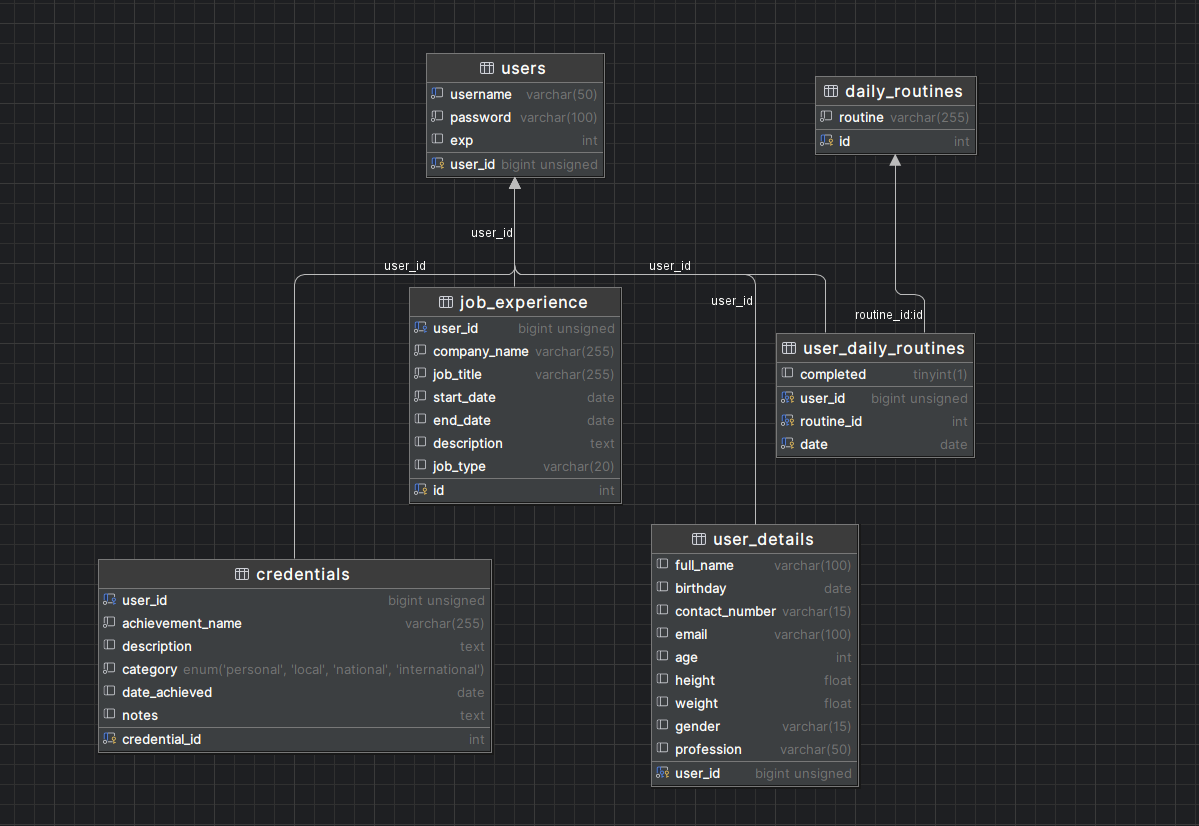 users
username varchar(50)
password varchar(100)
exp int
user_id bigint unsigned
daily_routines
routine varchar(255)
id int
user_id
user_id
user_id
user_id
routine_id:id
job_experience
user_id bigint unsigned
company_name varchar(255)
job_title varchar(255)
start_date date
end_date date
description text
job_type varchar(20)
id int
user_daily_routines
completed tinyint(1)
user_id bigint unsigned
routine_id int
date date
credentials
user_id bigint unsigned
achievement_name varchar(255)
description text
category enum('personal', 'local', 'national', 'international')
date_achieved date
notes text
credential_id int
user_details
full_name varchar(100)
birthday date
contact_number varchar(15)
email varchar(100)
age int
height float
weight float
gender varchar(15)
profession varchar(50)
user_id bigint unsigned